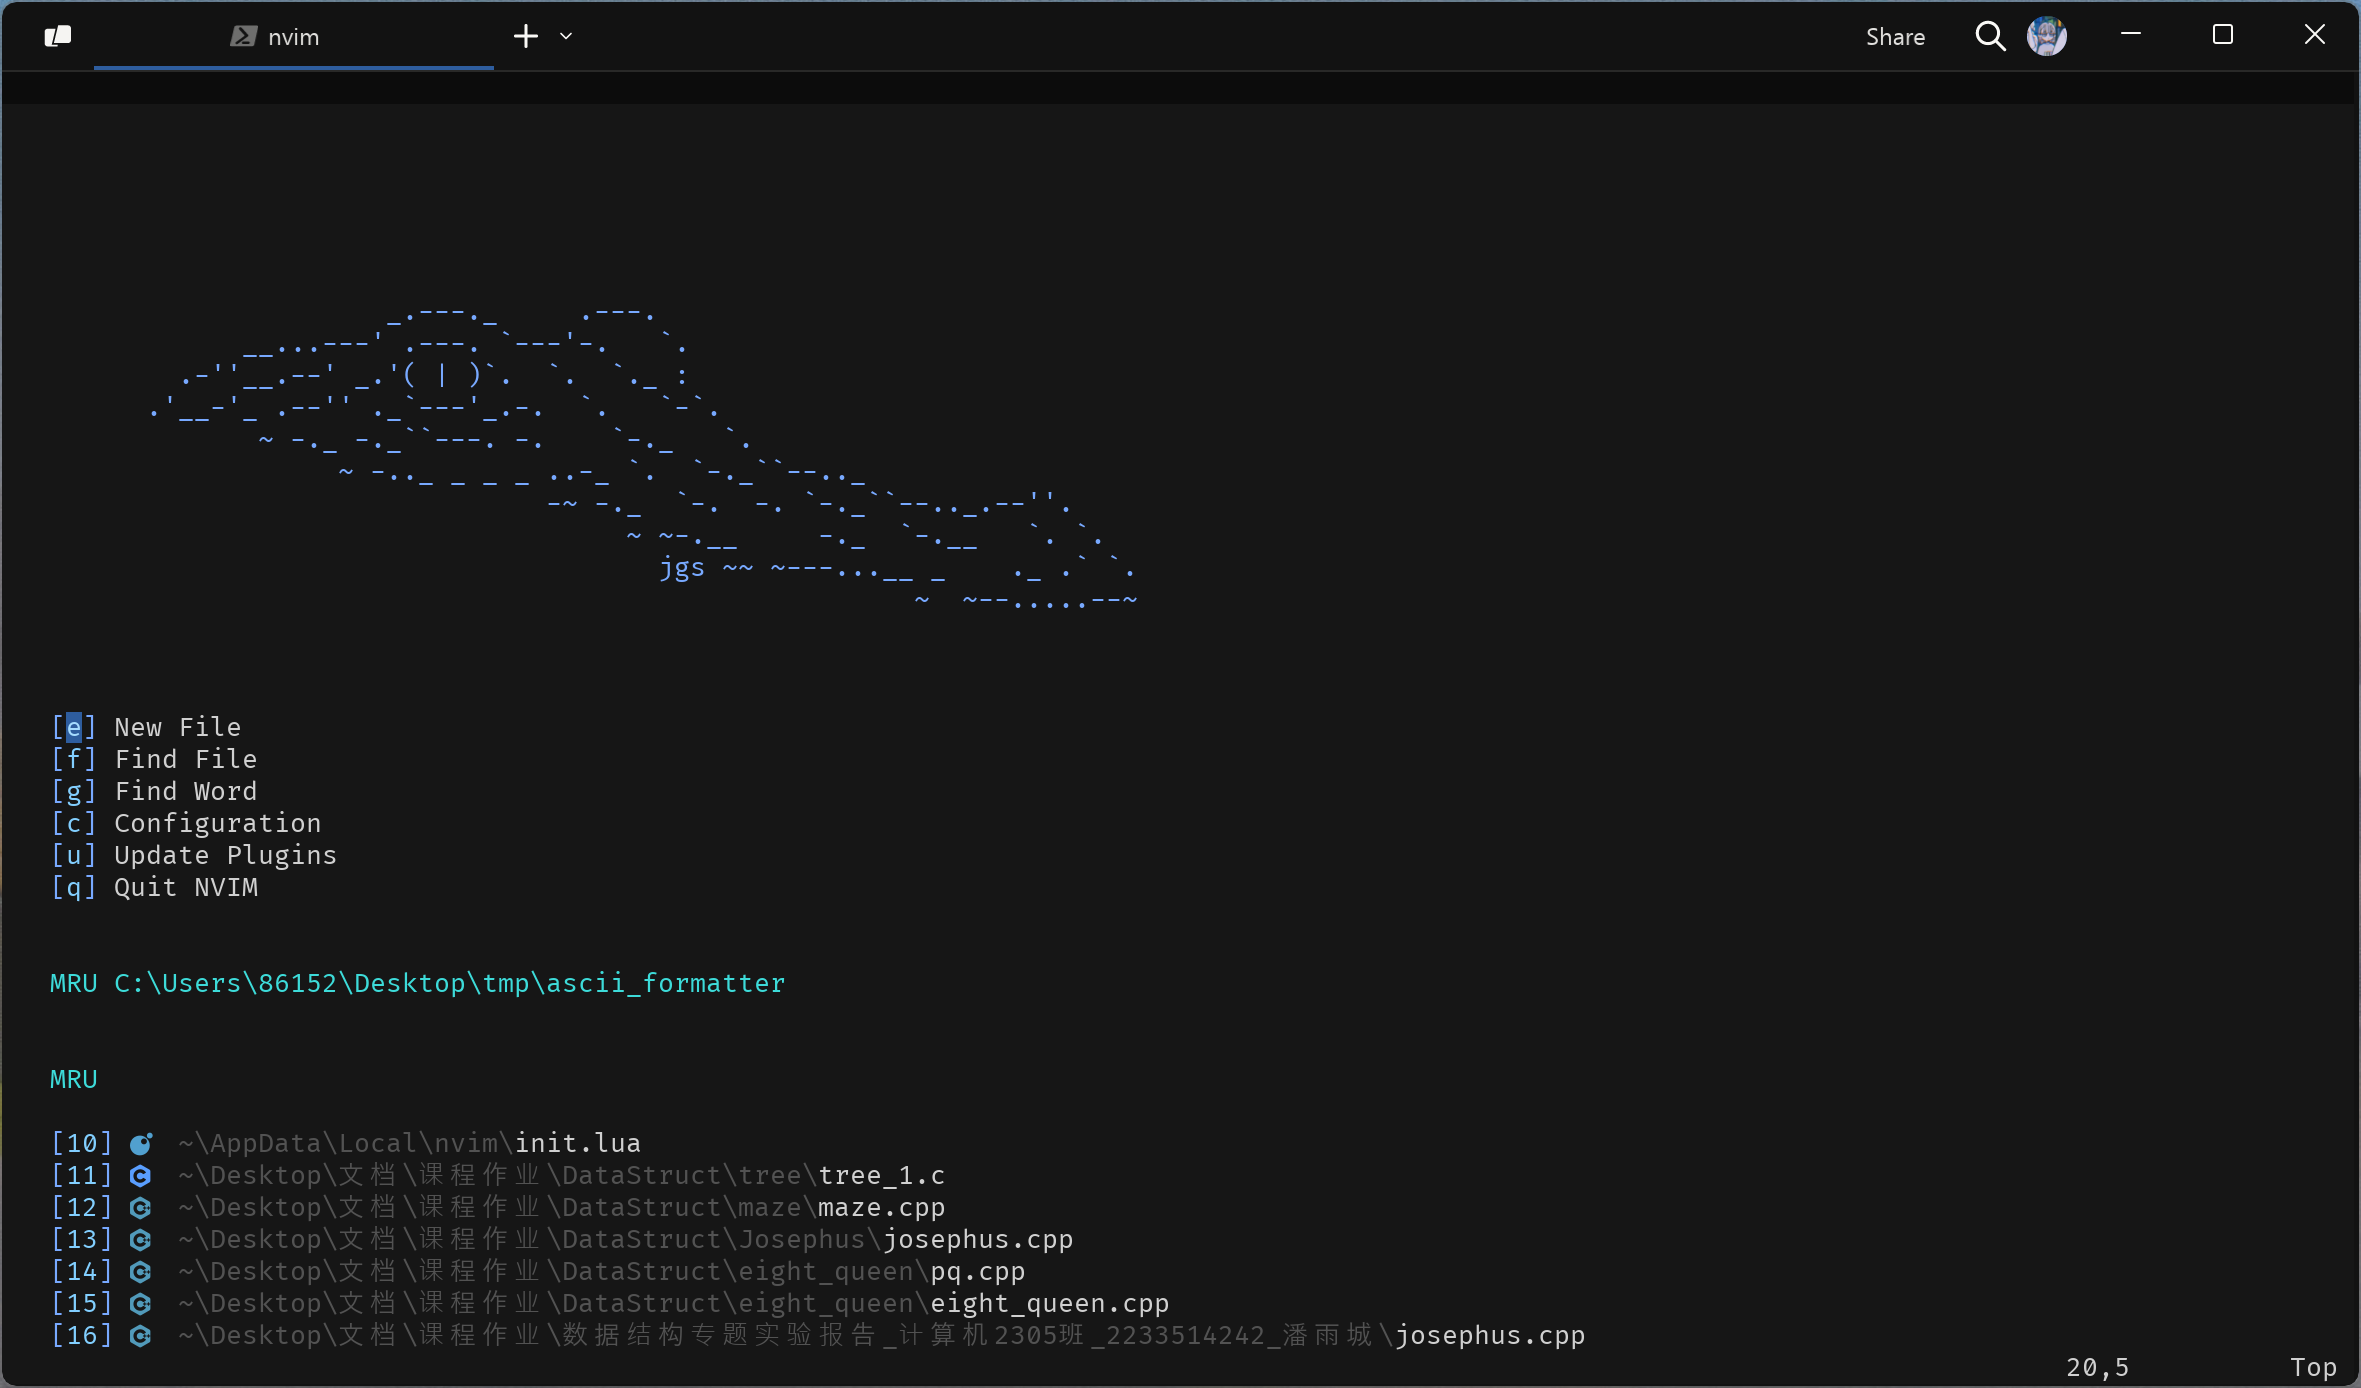 nvim
Share
            _.---._     .---.
   __...---' .---. `---'-.   `.
.-''__.--' _.'( | )`.  `.  `._ :
.'__-'_ .--'' ._`---'_.-.  `.   `-`.
~ -._ -._``---. -.    `-._   `.
~ -.._ _ _ _ ..-_ `.  `-._``--.._
-~ -._  `-.  -. `-._``--.._.--''.
~ ~-.__     -._  `-.__   `. `.
jgs ~~ ~---...__ _    ._ .` `.
~  ~--.....--~
[e] New File
[f] Find File
[g] Find Word
[c] Configuration
[u] Update Plugins
[q] Quit NVIM
MRU C:\Users\86152\Desktop\tmp\ascii_formatter
MRU
[10] ~\AppData\Local\nvim\init.lua
[11] ~\Desktop\文档\课程作业\DataStruct\tree\tree_1.c
[12] ~\Desktop\文档\课程作业\DataStruct\maze\maze.cpp
[13] ~\Desktop\文档\课程作业\DataStruct\Josephus\josephus.cpp
[14] ~\Desktop\文档\课程作业\DataStruct\eight_queen\pq.cpp
[15] ~\Desktop\文档\课程作业\DataStruct\eight_queen\eight_queen.cpp
[16] ~\Desktop\文档\课程作业\数据结构专题实验报告_计算机2305班_2233514242_潘雨城\josephus.cpp
20,5 Top